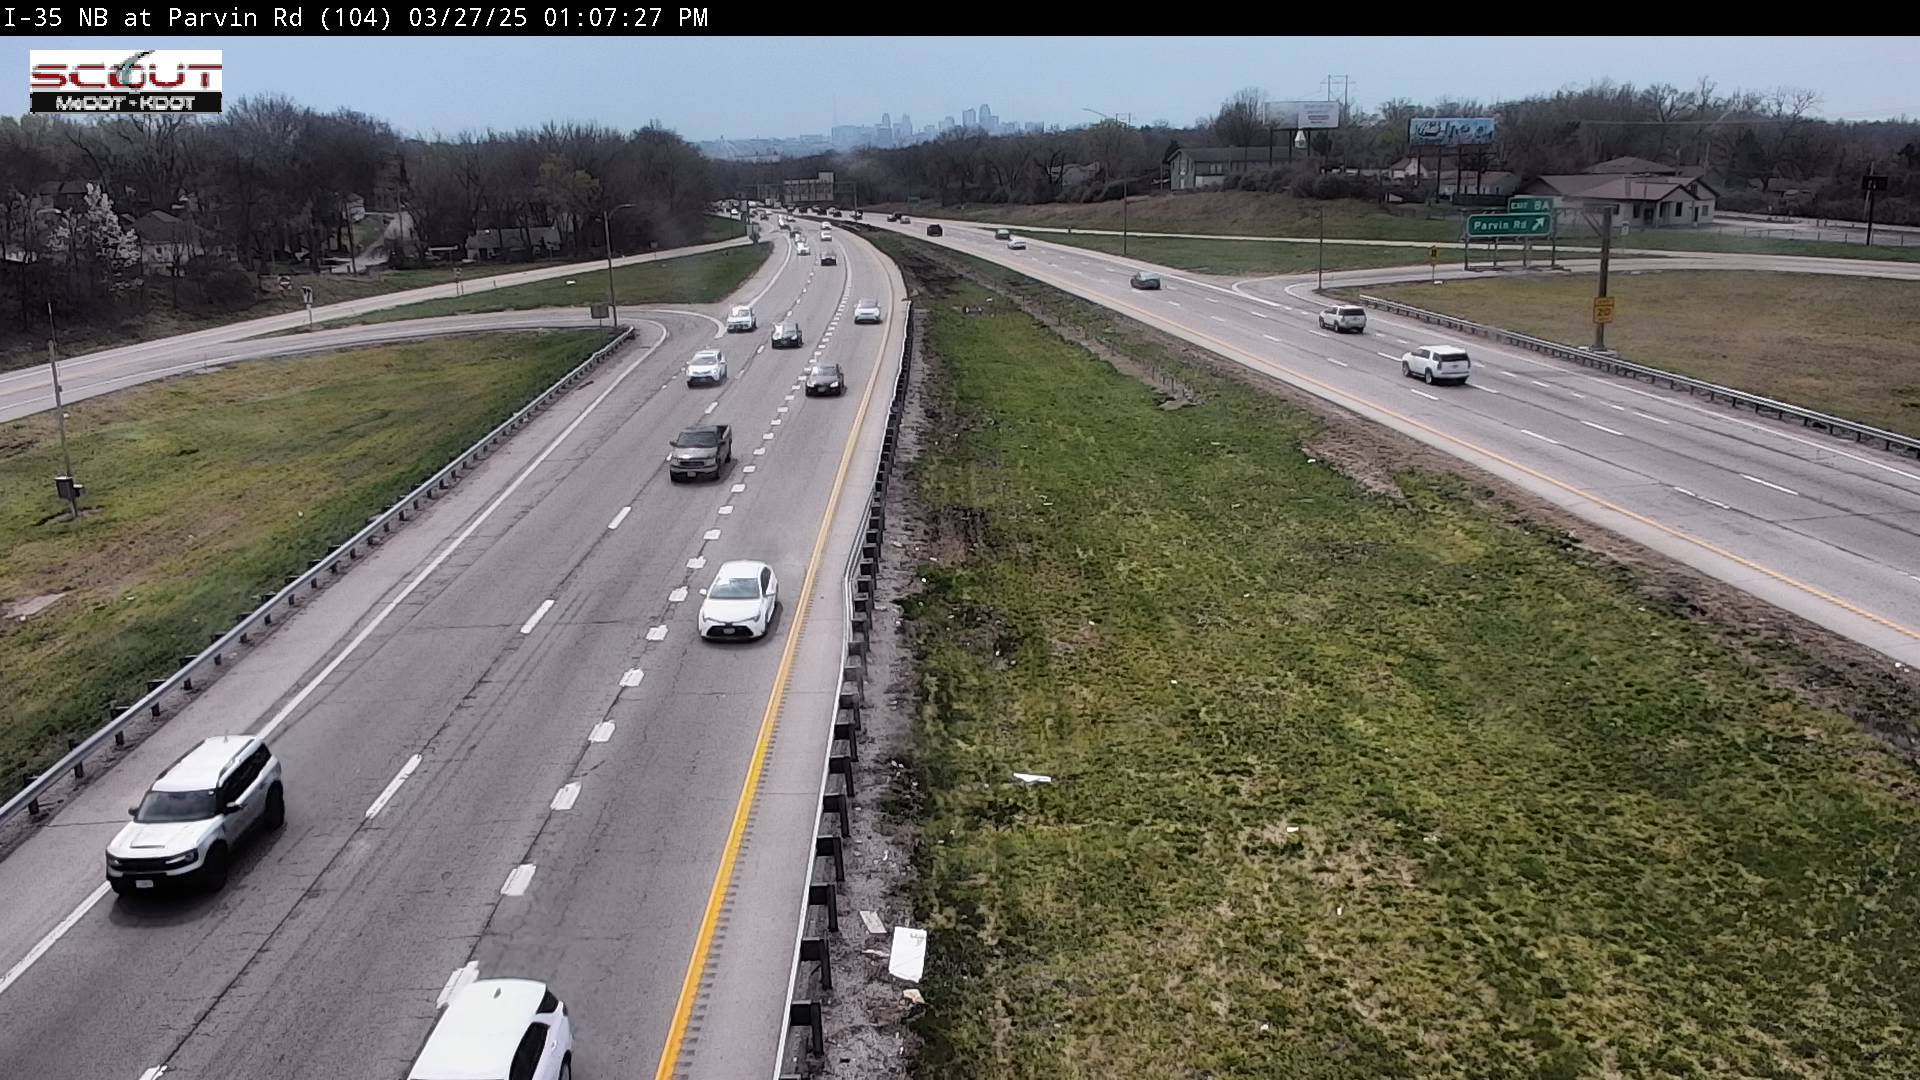 I-35 NB at Parvin Rd (104) 03/27/25 01:07:27 PM
SCOUT
MoDOT - KDOT
EXIT 8A
Parvin Rd
20